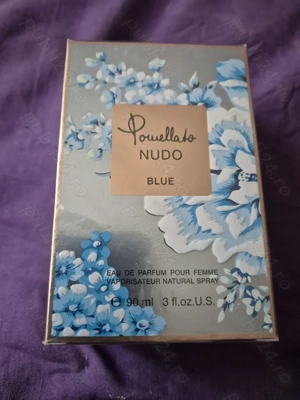 Pomellato
NUDO
BLUE
EAU DE PARFUM POUR FEMME
VAPORISATEUR NATURAL SPRAY
℮ 90 ml 3 fl.oz.U.S.